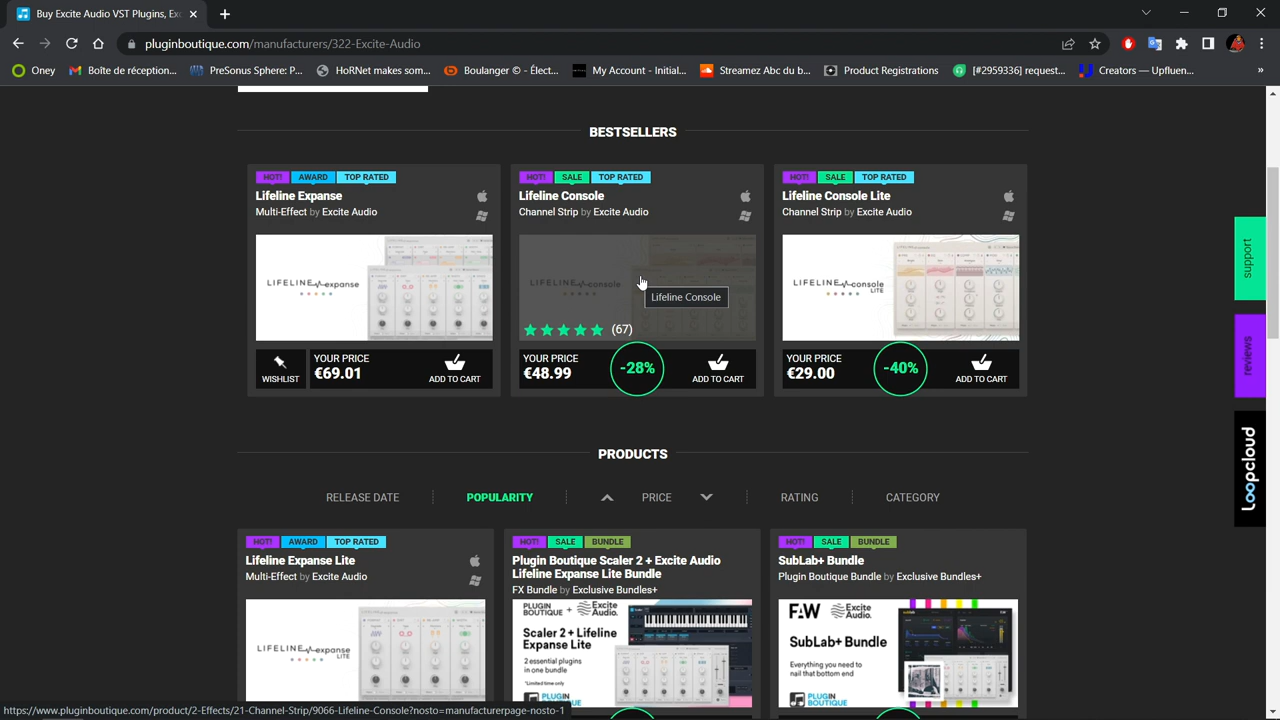 Buy Excite Audio VST Plugins, Ex
pluginboutique.com/manufacturers/322-Excite-Audio
Oney
Boîte de réception...
PreSonus Sphere: P...
HoRNet mikes som...
Boulanger © - Élect...
My Account - Initial...
Streamez Abc du b...
Product Registrations
[#2959336] request...
Creators — Upfluen...
»
BESTSELLERS
HOT! AWARD TOP RATED
Lifeline Expanse
Multi-Effect by Excite Audio
LIFELINE expanse
WISHLIST
YOUR PRICE
€69.01
ADD TO CART
HOT! SALE TOP RATED
Lifeline Console
Channel Strip by Excite Audio
LIFELINE console
Lifeline Console
(67)
YOUR PRICE
€48.99
-28%
ADD TO CART
HOT! SALE TOP RATED
Lifeline Console Lite
Channel Strip by Excite Audio
LIFELINE console
LITE
YOUR PRICE
€29.00
-40%
ADD TO CART
support
reviews
loopcloud
PRODUCTS
RELEASE DATE
POPULARITY
PRICE
RATING
CATEGORY
HOT! AWARD TOP RATED
Lifeline Expanse Lite
Multi-Effect by Excite Audio
LIFELINE expanse
LITE
HOT! SALE BUNDLE
Plugin Boutique Scaler 2 + Excite Audio
Lifeline Expanse Lite Bundle
FX Bundle by Exclusive Bundles+
PLUGIN BOUTIQUE + Excite Audio.
Scaler 2 + Lifeline
Expanse Lite
2 essential plugins
in one bundle
*Limited time only
PLUGIN
BOUTIQUE
HOT! SALE BUNDLE
SubLab+ Bundle
Plugin Boutique Bundle by Exclusive Bundles+
FAW Excite Audio.
SubLab+ Bundle
Everything you need to
nail that bottom end
PLUGIN
BOUTIQUE
https://www.pluginboutique.com/product/2-Effects/21-Channel-Strip/9066-Lifeline-Console?nosto=manufacturerpage-nosto-1